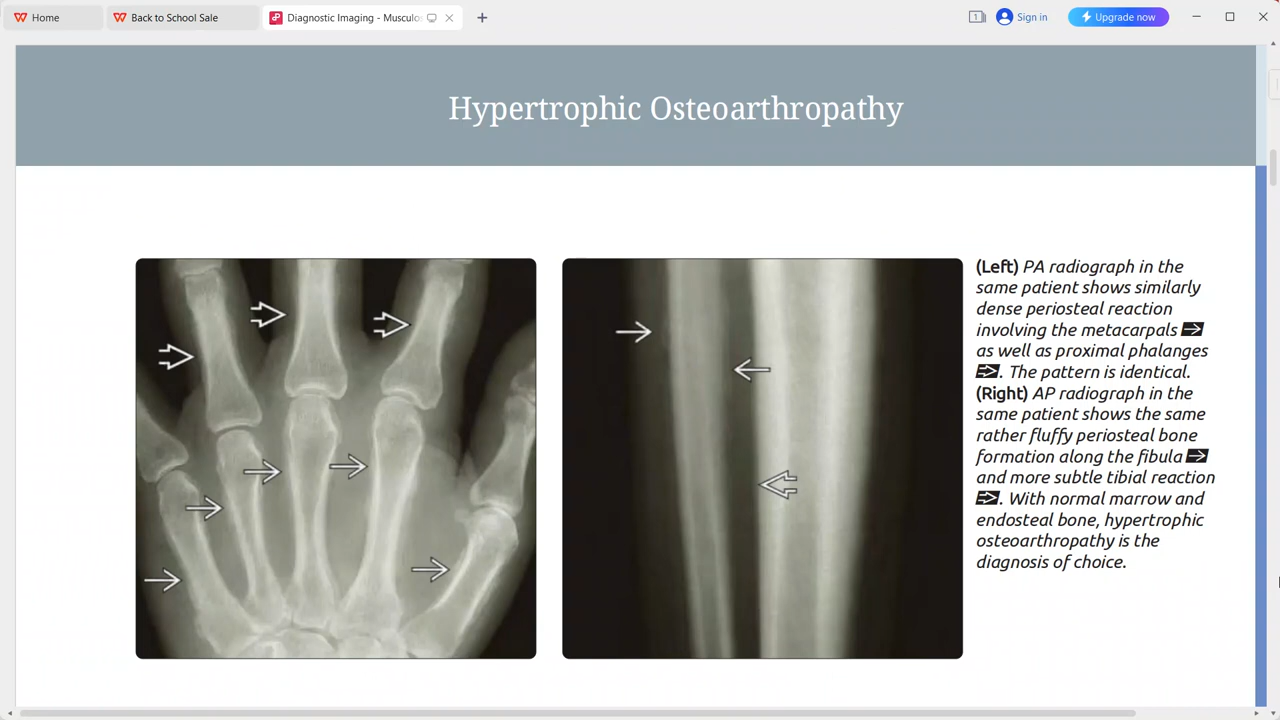 Home
Back to School Sale
Diagnostic Imaging - Musculo
1
Sign in
Upgrade now
Hypertrophic Osteoarthropathy
(Left) PA radiograph in the
same patient shows similarly
dense periosteal reaction
involving the metacarpals
as well as proximal phalanges
. The pattern is identical.
(Right) AP radiograph in the
same patient shows the same
rather fluffy periosteal bone
formation along the fibula
and more subtle tibial reaction
. With normal marrow and
endosteal bone, hypertrophic
osteoarthropathy is the
diagnosis of choice.